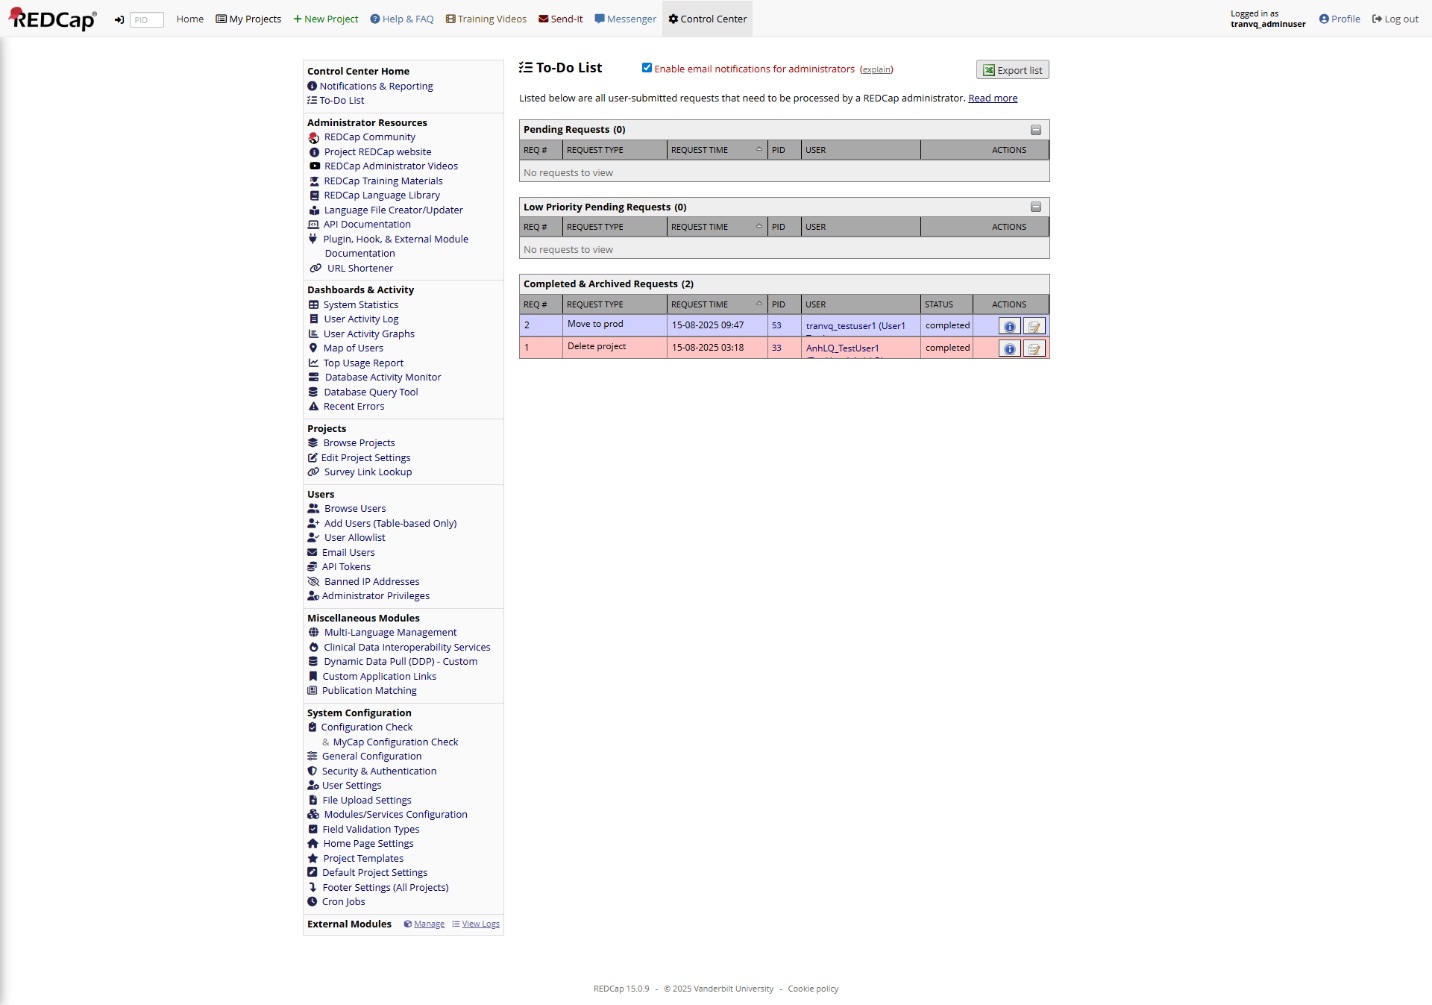 REDCap
PID
Home
My Projects
+ New Project
Help & FAQ
Training Videos
Send-It
Messenger
Control Center
Logged in as
tranvq_adminuser
Profile
Log out
Control Center Home
Notifications & Reporting
To-Do List
Administrator Resources
REDCap Community
Project REDCap website
REDCap Administrator Videos
REDCap Training Materials
REDCap Language Library
Language File Creator/Updater
API Documentation
Plugin, Hook, & External Module
Documentation
URL Shortener
Dashboards & Activity
System Statistics
User Activity Log
User Activity Graphs
Map of Users
Top Usage Report
Database Activity Monitor
Database Query Tool
Recent Errors
Projects
Browse Projects
Edit Project Settings
Survey Link Lookup
Users
Browse Users
Add Users (Table-based Only)
User Allowlist
Email Users
API Tokens
Banned IP Addresses
Administrator Privileges
Miscellaneous Modules
Multi-Language Management
Clinical Data Interoperability Services
Dynamic Data Pull (DDP) - Custom
Custom Application Links
Publication Matching
System Configuration
Configuration Check
& MyCap Configuration Check
General Configuration
Security & Authentication
User Settings
File Upload Settings
Modules/Services Configuration
Field Validation Types
Home Page Settings
Project Templates
Default Project Settings
Footer Settings (All Projects)
Cron Jobs
External Modules Manage View Logs
To-Do List
Enable email notifications for administrators (explain)
Export list
Listed below are all user-submitted requests that need to be processed by a REDCap administrator. Read more
Pending Requests (0)
REQ # REQUEST TYPE REQUEST TIME PID USER ACTIONS
No requests to view
Low Priority Pending Requests (0)
REQ # REQUEST TYPE REQUEST TIME PID USER ACTIONS
No requests to view
Completed & Archived Requests (2)
REQ # REQUEST TYPE REQUEST TIME PID USER STATUS ACTIONS
2 Move to prod 15-08-2025 09:47 53 tranvq_testuser1 (User1 completed
1 Delete project 15-08-2025 03:18 33 AnhLQ_TestUser1 completed
REDCap 15.0.9 - © 2025 Vanderbilt University - Cookie policy